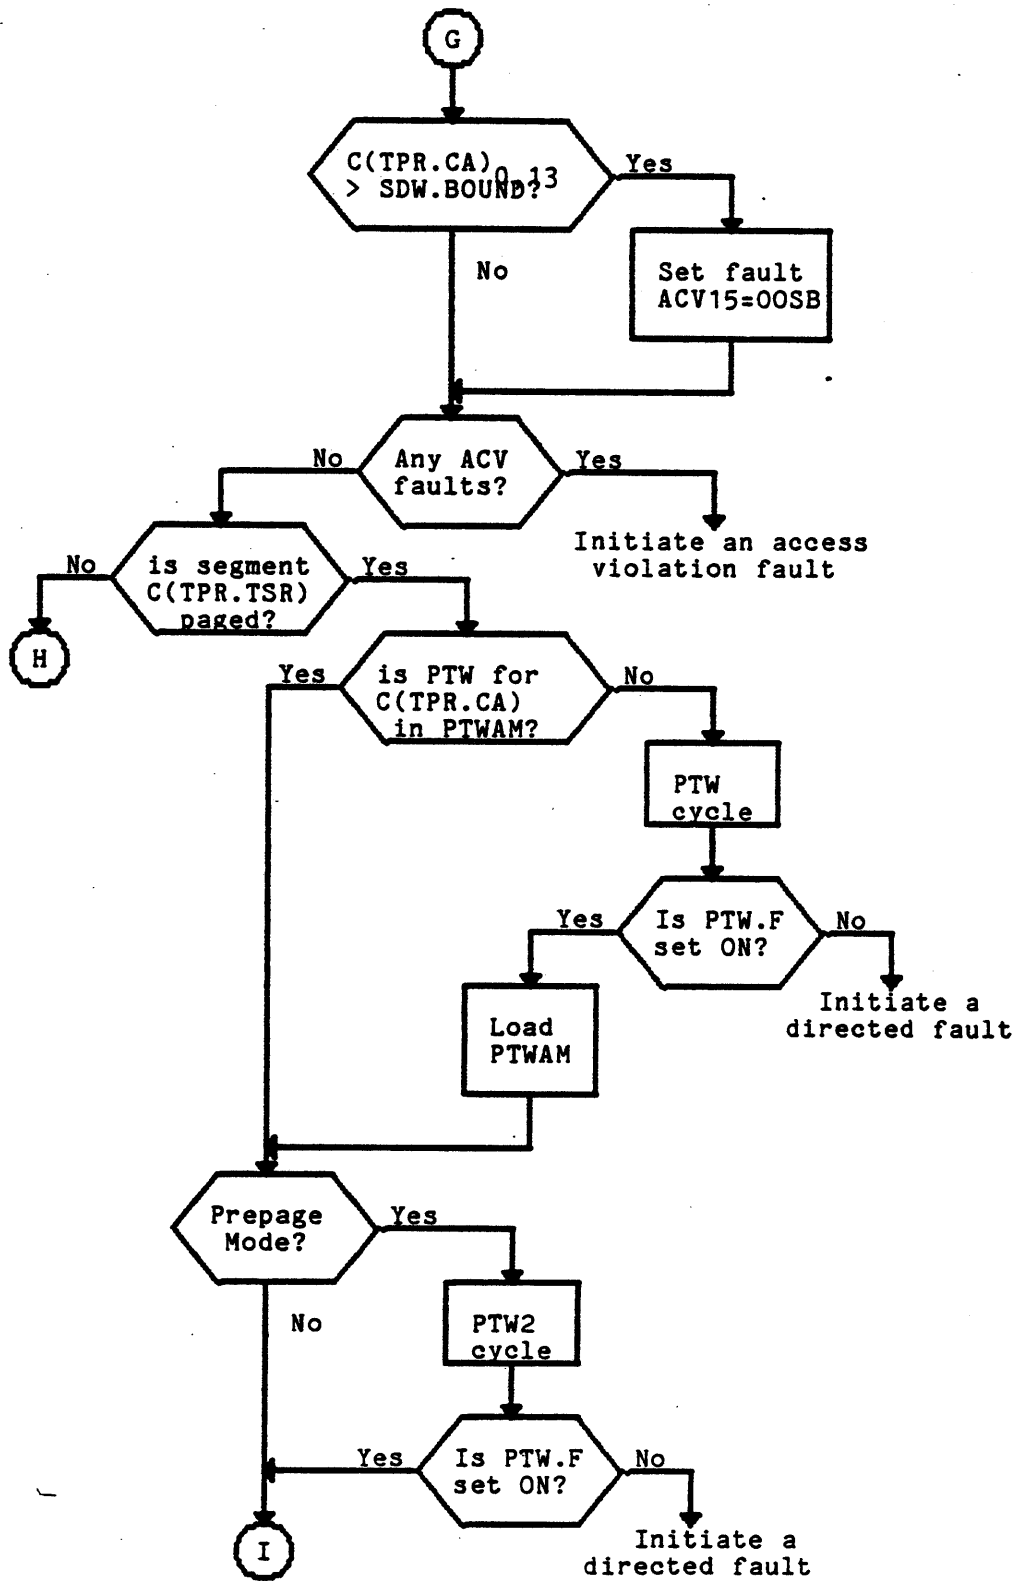 G
C(TPR.CA)0-13
> SDW.BOUND?
Yes
No
Set fault
ACV15=OOSB
Any ACV
faults?
No
Yes
Initiate an access
violation fault
is segment
C(TPR.TSR)
paged?
No
Yes
H
is PTW for
C(TPR.CA)
in PTWAM?
Yes
No
PTW
cycle
Is PTW.F
set ON?
Yes
No
Initiate a
directed fault
Load
PTWAM
Prepage
Mode?
Yes
No
PTW2
cycle
Is PTW.F
set ON?
Yes
No
Initiate a
directed fault
I